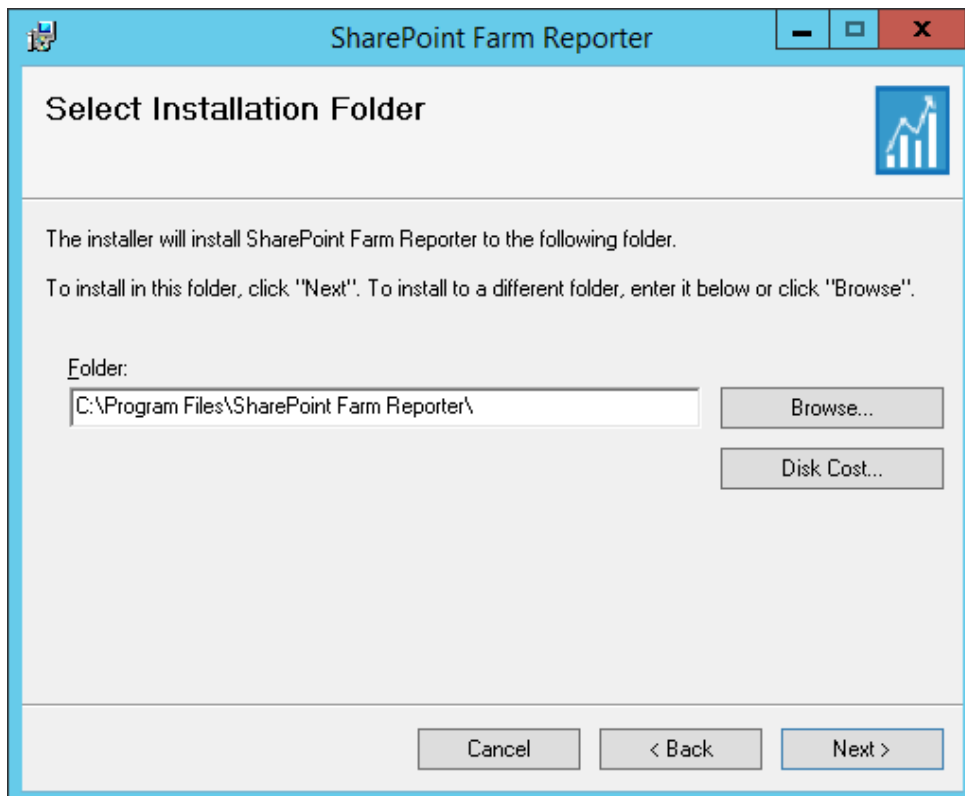 SharePoint Farm Reporter
Select Installation Folder
The installer will install SharePoint Farm Reporter to the following folder.
To install in this folder, click "Next". To install to a different folder, enter it below or click "Browse".
Folder:
C:\Program Files\SharePoint Farm Reporter\
Browse...
Disk Cost...
Cancel
< Back
Next >